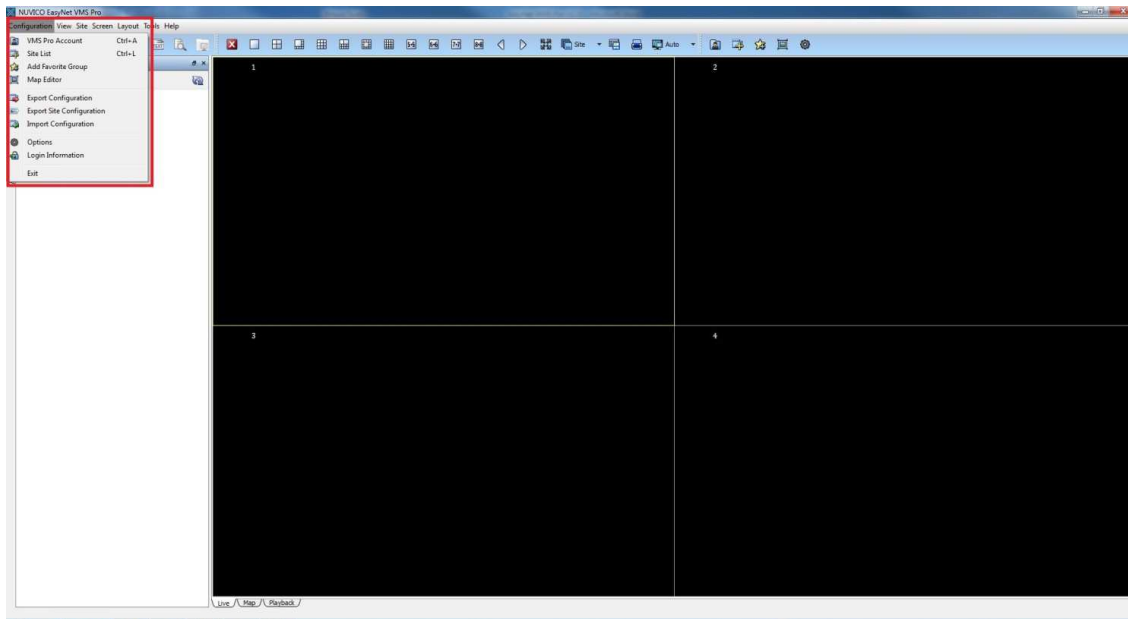 NUVICO EasyNet VMS Pro
Configuration View Site Screen Layout Tools Help
VMS Pro Account Ctrl+A
Site List Ctrl+L
Add Favorite Group
Map Editor
Export Configuration
Export Site Configuration
Import Configuration
Options
Login Information
Exit
Site
Auto
1
2
3
4
Live Map Playback